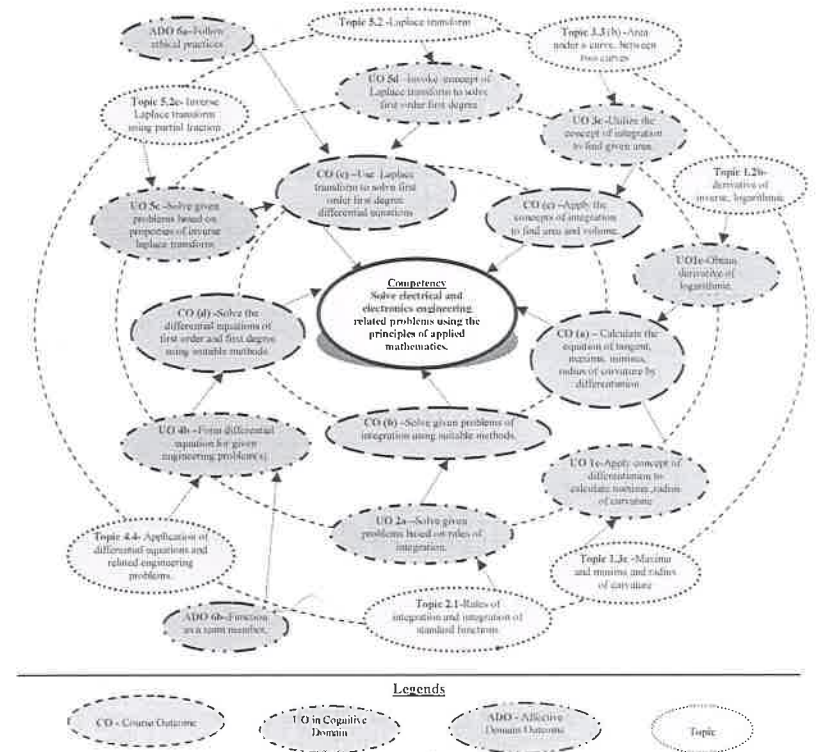 ADO 6a -Follow
ethical practices
Topic 5.2 -Laplace transform
Topic 3.3 (b) -Area
under a curve, between
two curves
UO 5d –Invoke concept of
Laplace transform to solve
first order first degree
Topic 5.2c- Inverse
Laplace transform
using partial fraction
UO 3c -Utilize the
concept of integration
to find given area.
CO (e) –Use Laplace
transform to solve first
order first degree
differential equations
Topic 1.2b-
derivative of
inverse, logarithmic
UO 5c -Solve given
problems based on
properties of inverse
laplace transform
CO (c) –Apply the
concepts of integration
to find area and volume.
UO1c-Obtain
derivative of
logarithmic.
Competency
Solve electrical and
electronics engineering
related problems using the
principles of applied
mathematics.
CO (d) -Solve the
differential equations of
first order and first degree
using suitable methods
CO (a) – Calculate the
equation of tangent,
maxima, minima,
radius of curvature by
differentiation
UO 4b –Form differential
equation for given
engineering problem(s)
CO (b) –Solve given problems of
integration using suitable methods.
UO 1e-Apply concept of
differentiation to
calculate maxima ,radius
of curvature
UO 2a –Solve given
problems based on rules of
integration.
Topic 4.4- Application of
differential equations and
related engineering
problems.
Topic 1.3c -Maxima
and minima and radius
of curvature
ADO 6b-Function
as a team member.
Topic 2.1-Rules of
integration and integration of
standard functions
Legends
CO - Course Outcome
UO in Cognitive
Domain
ADO - Affective
Domain Outcome
Topic